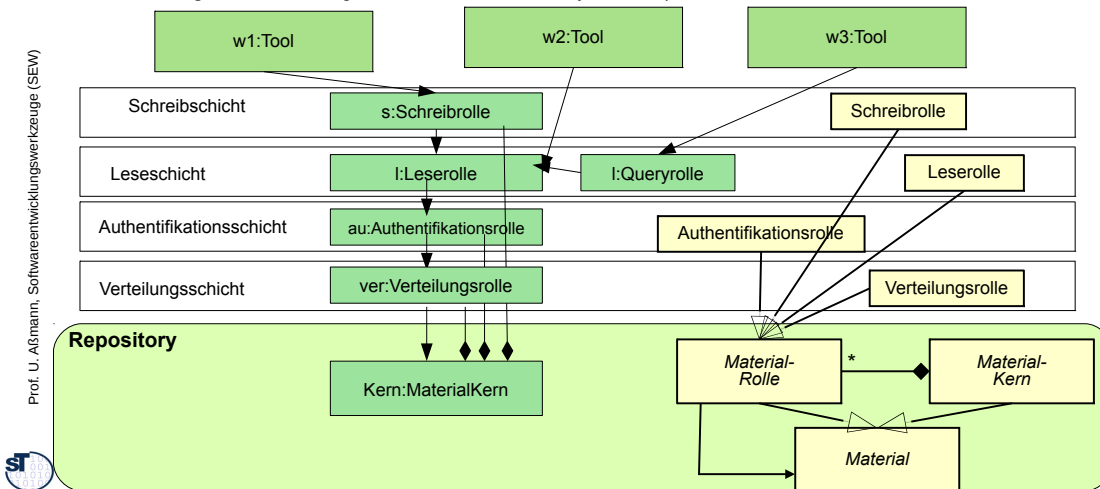 w1:Tool
w2:Tool
w3:Tool
Schreibschicht
s:Schreibrolle
Schreibrolle
Leseschicht
l:Leserolle
l:Queryrolle
Leserolle
Authentifikationsschicht
au:Authentifikationsrolle
Authentifikationsrolle
Verteilungsschicht
ver:Verteilungsrolle
Verteilungsrolle
Repository
Kern:MaterialKern
Material-
Rolle
*
Material-
Kern
Material
Prof. U. Aßmann, Softwareentwicklungswerkzeuge (SEW)
ST